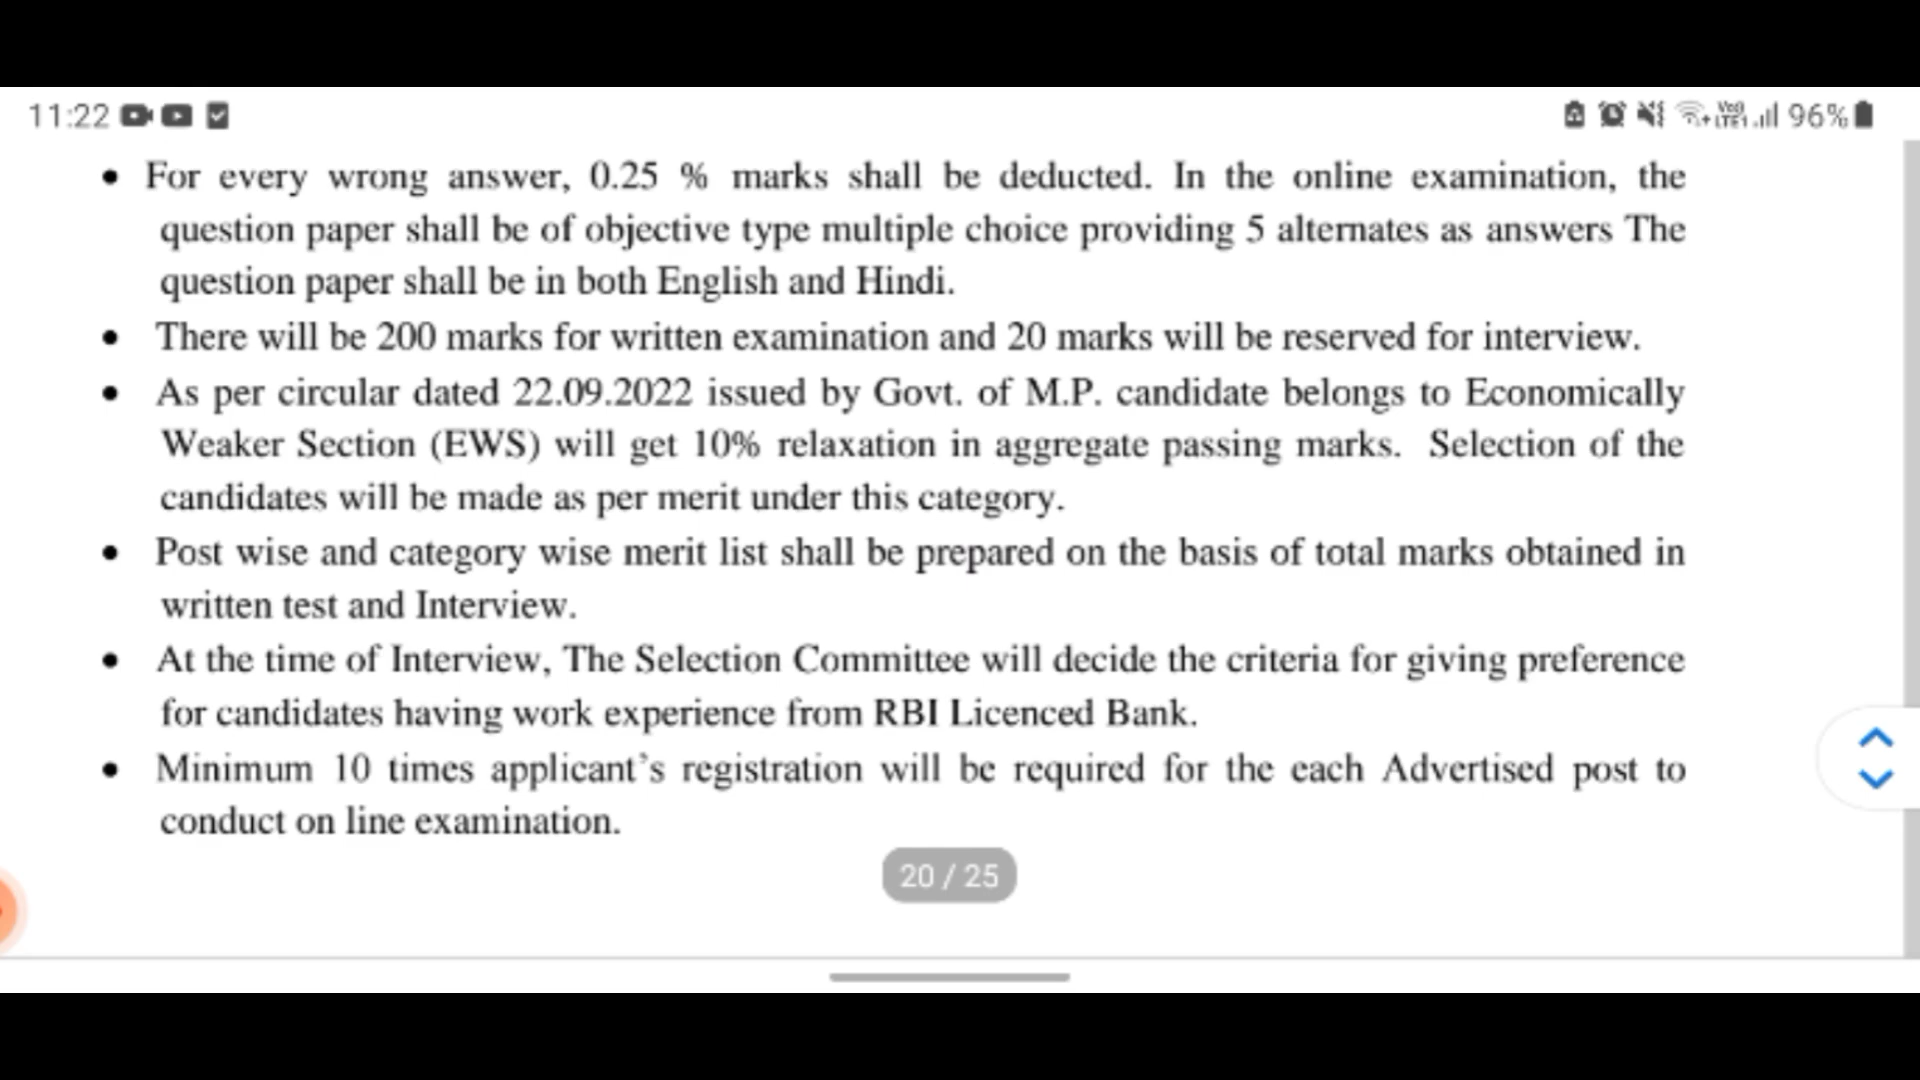 11:22
96%
• For every wrong answer, 0.25 % marks shall be deducted. In the online examination, the
question paper shall be of objective type multiple choice providing 5 alternates as answers The
question paper shall be in both English and Hindi.
• There will be 200 marks for written examination and 20 marks will be reserved for interview.
• As per circular dated 22.09.2022 issued by Govt. of M.P. candidate belongs to Economically
Weaker Section (EWS) will get 10% relaxation in aggregate passing marks. Selection of the
candidates will be made as per merit under this category.
• Post wise and category wise merit list shall be prepared on the basis of total marks obtained in
written test and Interview.
• At the time of Interview, The Selection Committee will decide the criteria for giving preference
for candidates having work experience from RBI Licenced Bank.
• Minimum 10 times applicant’s registration will be required for the each Advertised post to
conduct on line examination.
20 / 25